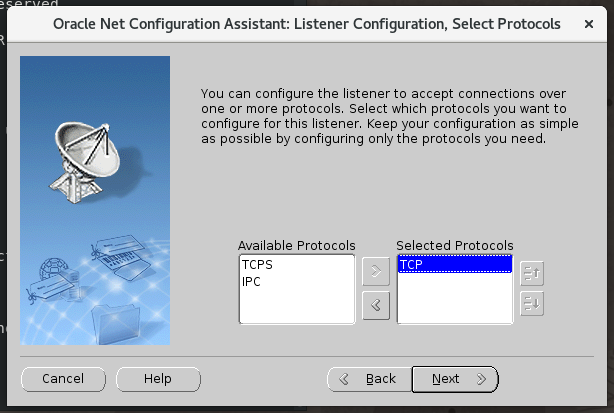 eserved
Oracle Net Configuration Assistant: Listener Configuration, Select Protocols
You can configure the listener to accept connections over
one or more protocols. Select which protocols you want to
configure for this listener. Keep your configuration as simple
as possible by configuring only the protocols you need.
Available Protocols
Selected Protocols
TCPS
IPC
TCP
Cancel
Help
Back
Next